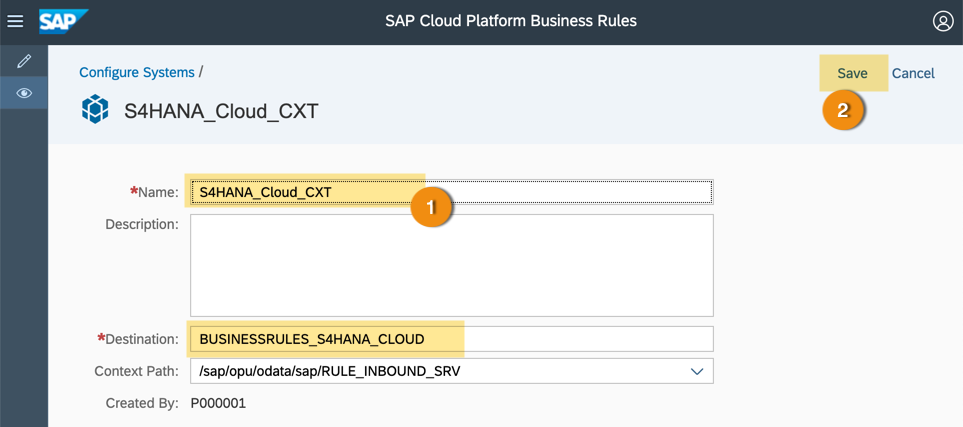 SAP SAP Cloud Platform Business Rules
Configure Systems / Save Cancel
S4HANA_Cloud_CXT 2
*Name: S4HANA_Cloud_CXT
1
Description:
*Destination: BUSINESSRULES_S4HANA_CLOUD
Context Path: /sap/opu/odata/sap/RULE_INBOUND_SRV
Created By: P000001